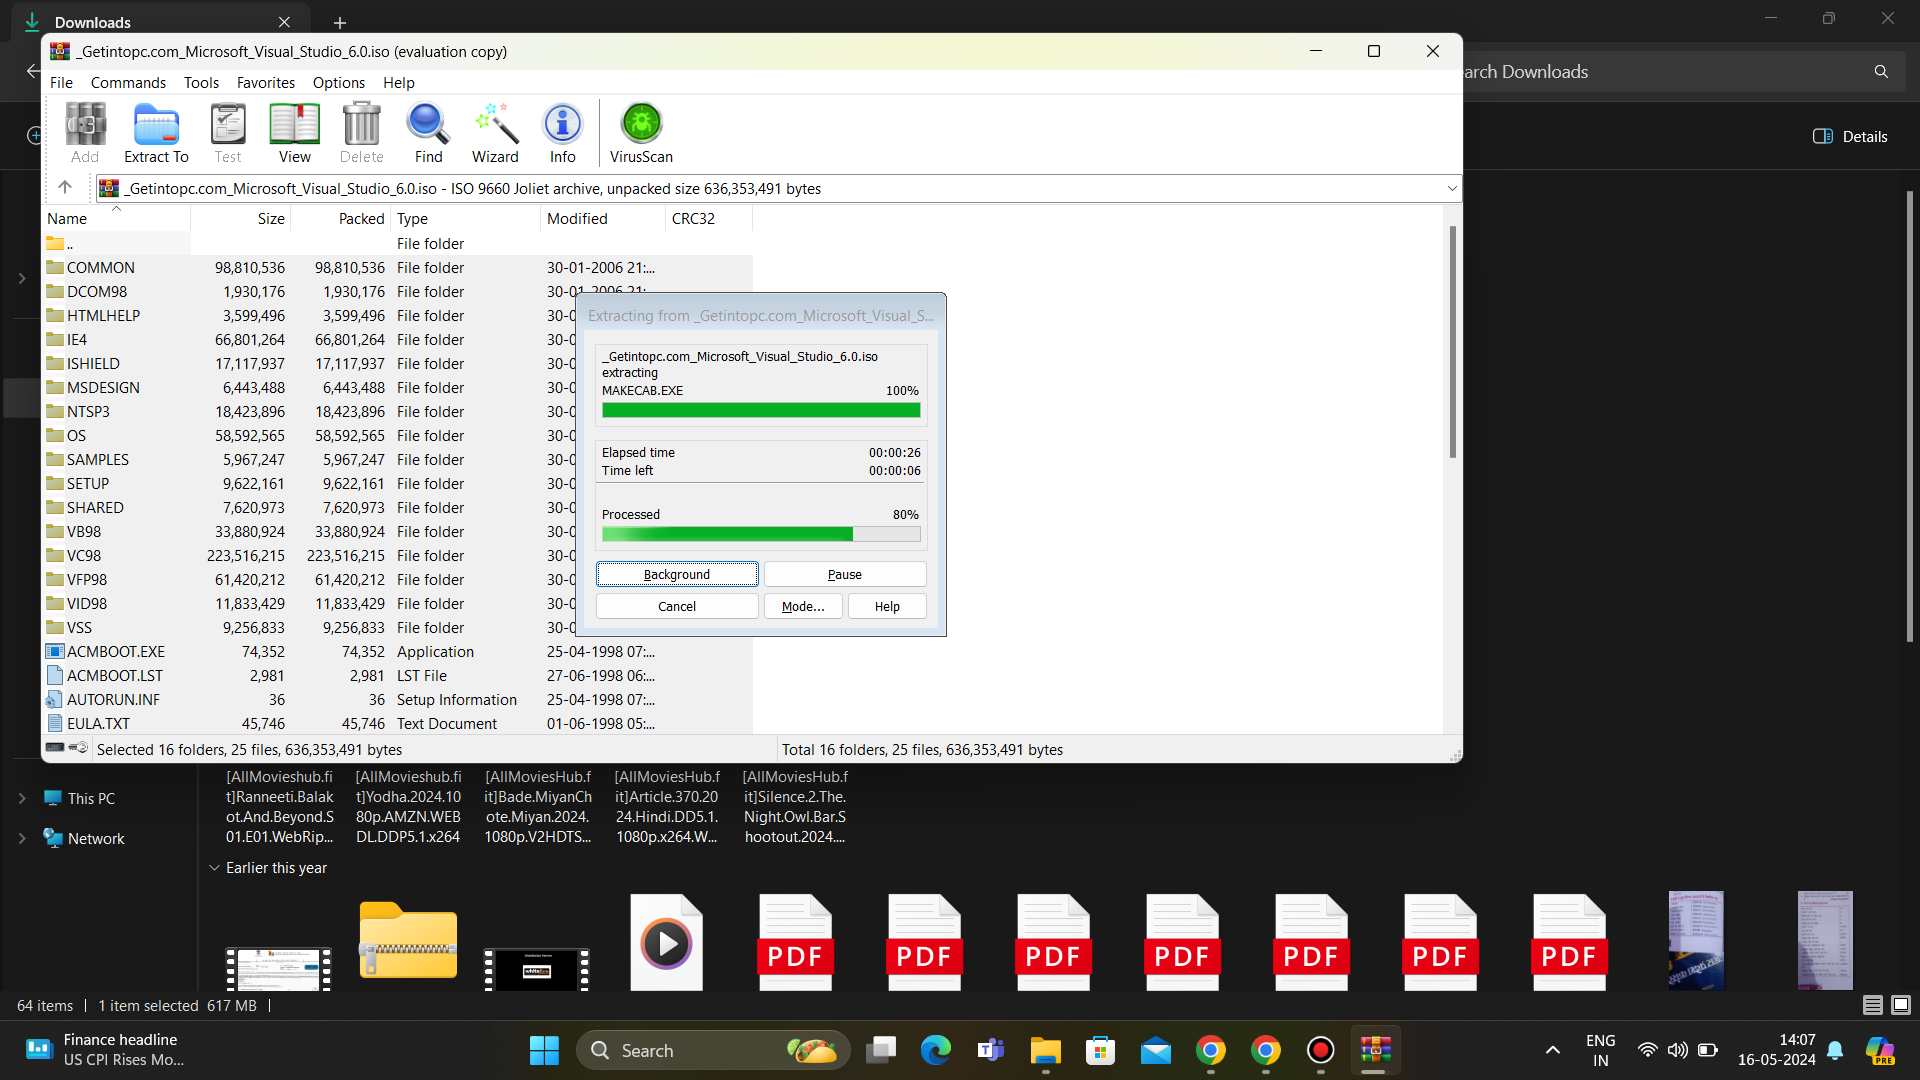 Downloads
_Getintopc.com_Microsoft_Visual_Studio_6.0.iso (evaluation copy)
File Commands Tools Favorites Options Help
arch Downloads
Add Extract To Test View Delete Find Wizard Info VirusScan
Details
_Getintopc.com_Microsoft_Visual_Studio_6.0.iso - ISO 9660 Joliet archive, unpacked size 636,353,491 bytes
Name Size Packed Type Modified CRC32
.. File folder
COMMON 98,810,536 98,810,536 File folder 30-01-2006 21:...
DCOM98 1,930,176 1,930,176 File folder 30-01-2006 21:...
HTMLHELP 3,599,496 3,599,496 File folder 30-0
IE4 66,801,264 66,801,264 File folder 30-0
ISHIELD 17,117,937 17,117,937 File folder 30-0
MSDESIGN 6,443,488 6,443,488 File folder 30-0
NTSP3 18,423,896 18,423,896 File folder 30-0
OS 58,592,565 58,592,565 File folder 30-0
SAMPLES 5,967,247 5,967,247 File folder 30-0
SETUP 9,622,161 9,622,161 File folder 30-0
SHARED 7,620,973 7,620,973 File folder 30-0
VB98 33,880,924 33,880,924 File folder 30-0
VC98 223,516,215 223,516,215 File folder 30-0
VFP98 61,420,212 61,420,212 File folder 30-0
VID98 11,833,429 11,833,429 File folder 30-0
VSS 9,256,833 9,256,833 File folder 30-0
ACMBOOT.EXE 74,352 74,352 Application 25-04-1998 07:...
ACMBOOT.LST 2,981 2,981 LST File 27-06-1998 06:...
AUTORUN.INF 36 36 Setup Information 25-04-1998 07:...
EULA.TXT 45,746 45,746 Text Document 01-06-1998 05:...
Extracting from _Getintopc.com_Microsoft_Visual_S...
_Getintopc.com_Microsoft_Visual_Studio_6.0.iso
extracting
MAKECAB.EXE 100%
Elapsed time 00:00:26
Time left 00:00:06
Processed 80%
Background Pause
Cancel Mode... Help
Selected 16 folders, 25 files, 636,353,491 bytes
Total 16 folders, 25 files, 636,353,491 bytes
This PC
Network
[AllMovieshub.fi
t]Ranneeti.Balak
ot.And.Beyond.S
01.E01.WebRip...
[AllMovieshub.fi
t]Yodha.2024.10
80p.AMZN.WEB
DL.DDP5.1.x264
[AllMoviesHub.f
it]Bade.MiyanCh
ote.Miyan.2024.
1080p.V2HDTS...
[AllMoviesHub.f
it]Article.370.20
24.Hindi.DD5.1.
1080p.x264.W...
[AllMoviesHub.f
it]Silence.2.The.
Night.Owl.Bar.S
hootout.2024....
Earlier this year
PDF PDF PDF PDF PDF PDF PDF
64 items 1 item selected 617 MB
Finance headline
US CPI Rises Mo...
Search
ENG
IN
14:07
16-05-2024
PRE